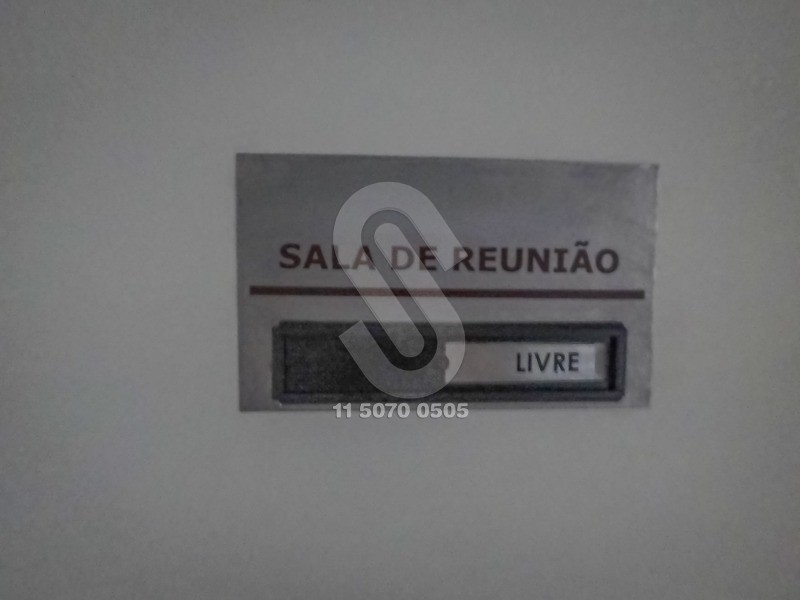 SALA DE REUNIÃO
LIVRE
11 5070 0505